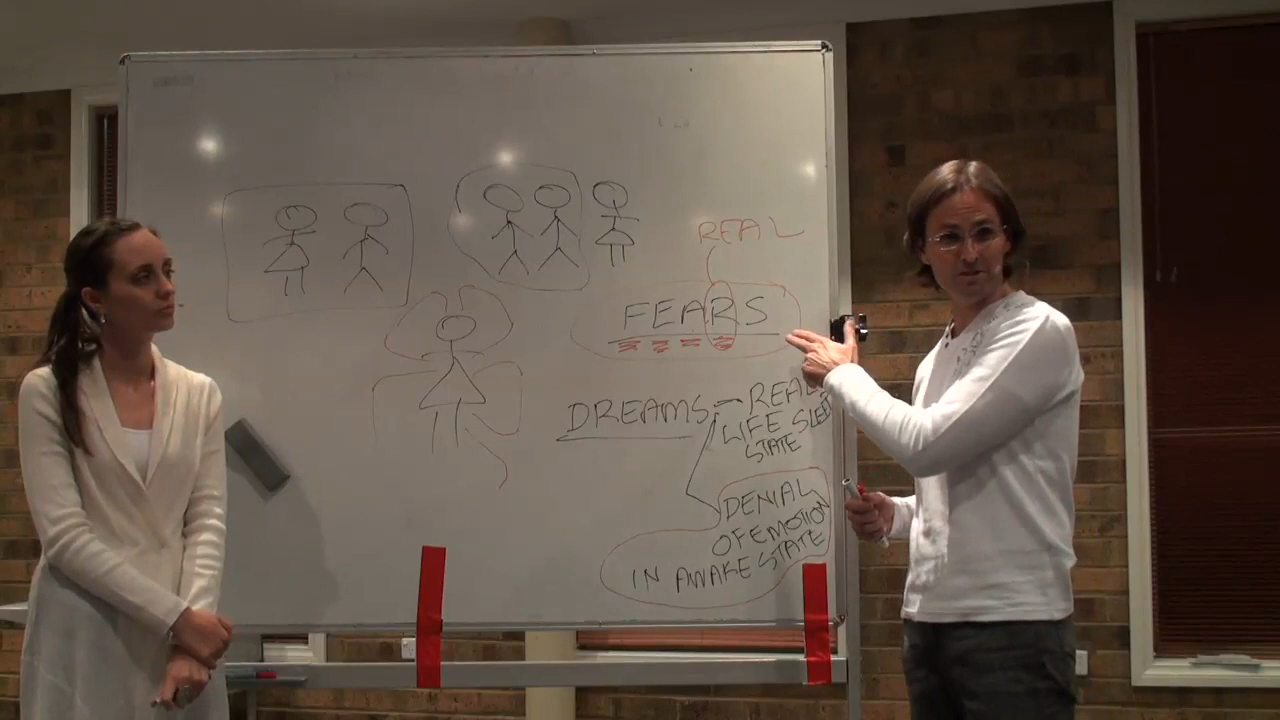 REAL
FEARS
DREAMS – REAL
LIFE SLEEP
STATE
DENIAL
OF EMOTION
IN AWAKE STATE